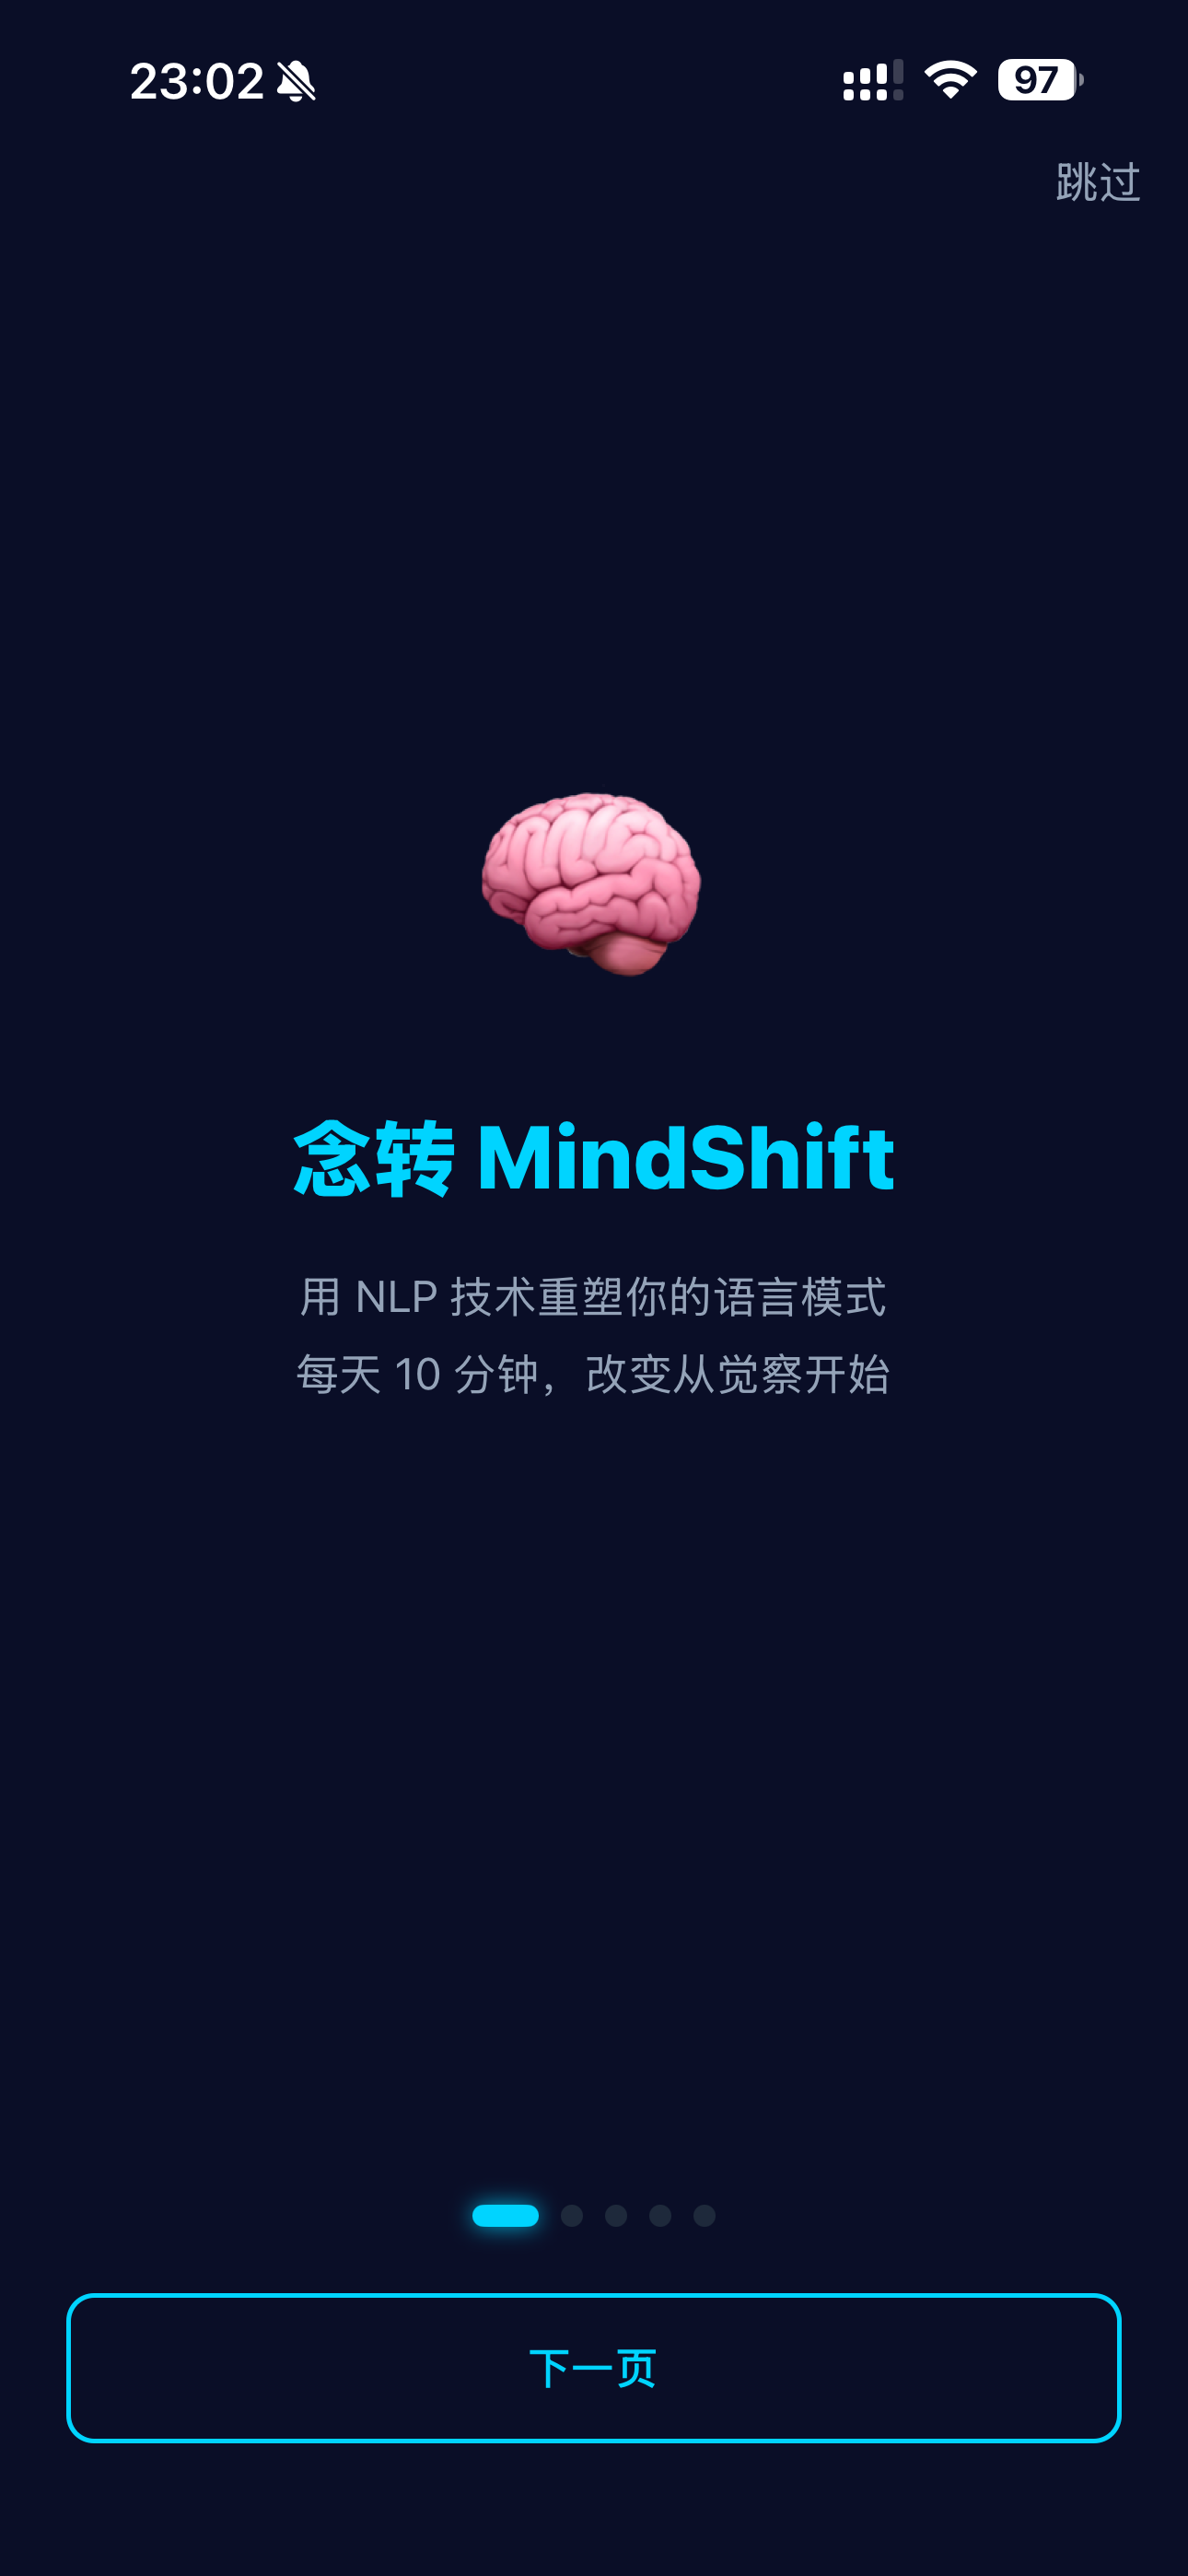 23:02
97
跳过
念转 MindShift
用 NLP 技术重塑你的语言模式
每天 10 分钟，改变从觉察开始
下一页